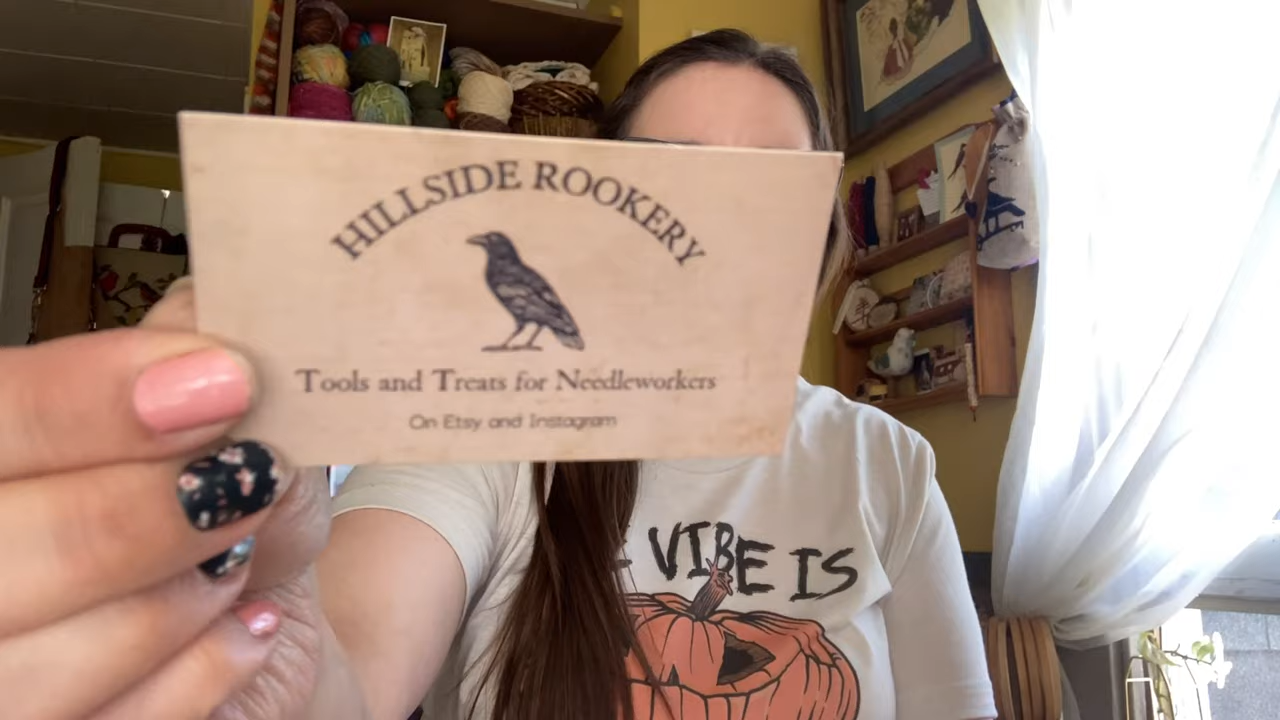 HILLSIDE ROOKERY
Tools and Treats for Needleworkers
On Etsy and Instagram
VIBE IS